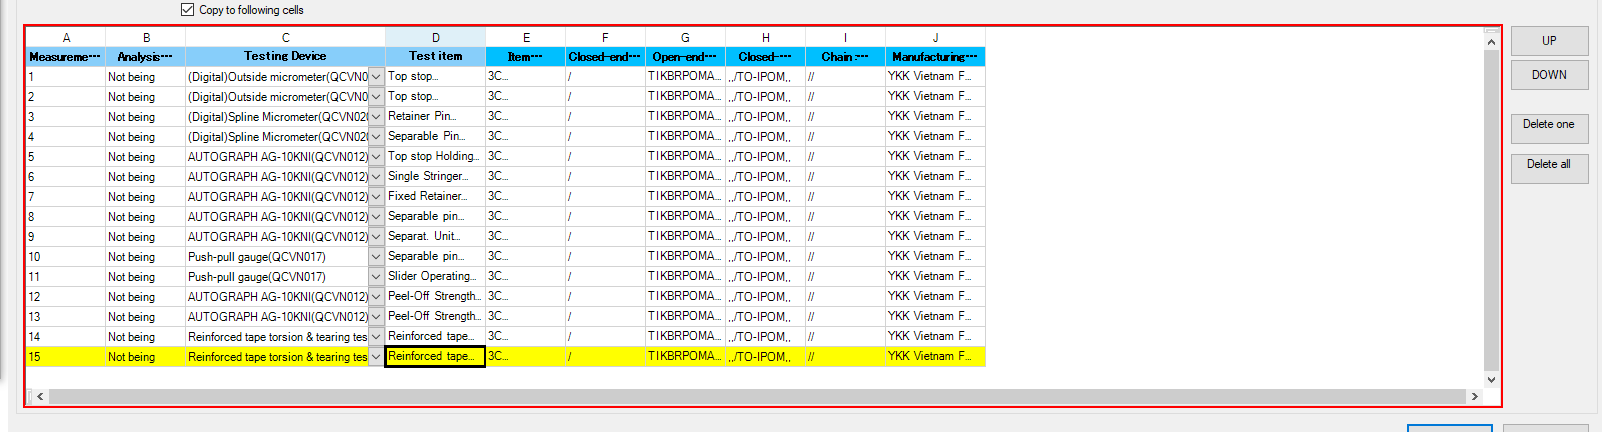 Copy to following cells
A B C D E F G H I J
Measureme--- Analysis--- Testing Device Test item Item--- Closed-end--- Open-end--- Closed---- Chain :--- Manufacturing---
1 Not being (Digital)Outside micrometer(QCVN0 Top stop... 3C... / TIKBRPOMA... ,,/TO-IPOM,, // YKK Vietnam F...
2 Not being (Digital)Outside micrometer(QCVN0 Top stop... 3C... / TIKBRPOMA... ,,/TO-IPOM,, // YKK Vietnam F...
3 Not being (Digital)Spline Micrometer(QCVN02 Retainer Pin... 3C... / TIKBRPOMA... ,,/TO-IPOM,, // YKK Vietnam F...
4 Not being (Digital)Spline Micrometer(QCVN02 Separable Pin... 3C... / TIKBRPOMA... ,,/TO-IPOM,, // YKK Vietnam F...
5 Not being AUTOGRAPH AG-10KNI(QCVN012) Top stop Holding... 3C... / TIKBRPOMA... ,,/TO-IPOM,, // YKK Vietnam F...
6 Not being AUTOGRAPH AG-10KNI(QCVN012) Single Stringer... 3C... / TIKBRPOMA... ,,/TO-IPOM,, // YKK Vietnam F...
7 Not being AUTOGRAPH AG-10KNI(QCVN012) Fixed Retainer... 3C... / TIKBRPOMA... ,,/TO-IPOM,, // YKK Vietnam F...
8 Not being AUTOGRAPH AG-10KNI(QCVN012) Separable pin... 3C... / TIKBRPOMA... ,,/TO-IPOM,, // YKK Vietnam F...
9 Not being AUTOGRAPH AG-10KNI(QCVN012) Separat. Unit... 3C... / TIKBRPOMA... ,,/TO-IPOM,, // YKK Vietnam F...
10 Not being Push-pull gauge(QCVN017) Separable pin... 3C... / TIKBRPOMA... ,,/TO-IPOM,, // YKK Vietnam F...
11 Not being Push-pull gauge(QCVN017) Slider Operating... 3C... / TIKBRPOMA... ,,/TO-IPOM,, // YKK Vietnam F...
12 Not being AUTOGRAPH AG-10KNI(QCVN012) Peel-Off Strength... 3C... / TIKBRPOMA... ,,/TO-IPOM,, // YKK Vietnam F...
13 Not being AUTOGRAPH AG-10KNI(QCVN012) Peel-Off Strength... 3C... / TIKBRPOMA... ,,/TO-IPOM,, // YKK Vietnam F...
14 Not being Reinforced tape torsion & tearing tes Reinforced tape... 3C... / TIKBRPOMA... ,,/TO-IPOM,, // YKK Vietnam F...
15 Not being Reinforced tape torsion & tearing tes Reinforced tape... 3C... / TIKBRPOMA... ,,/TO-IPOM,, // YKK Vietnam F...
UP
DOWN
Delete one
Delete all